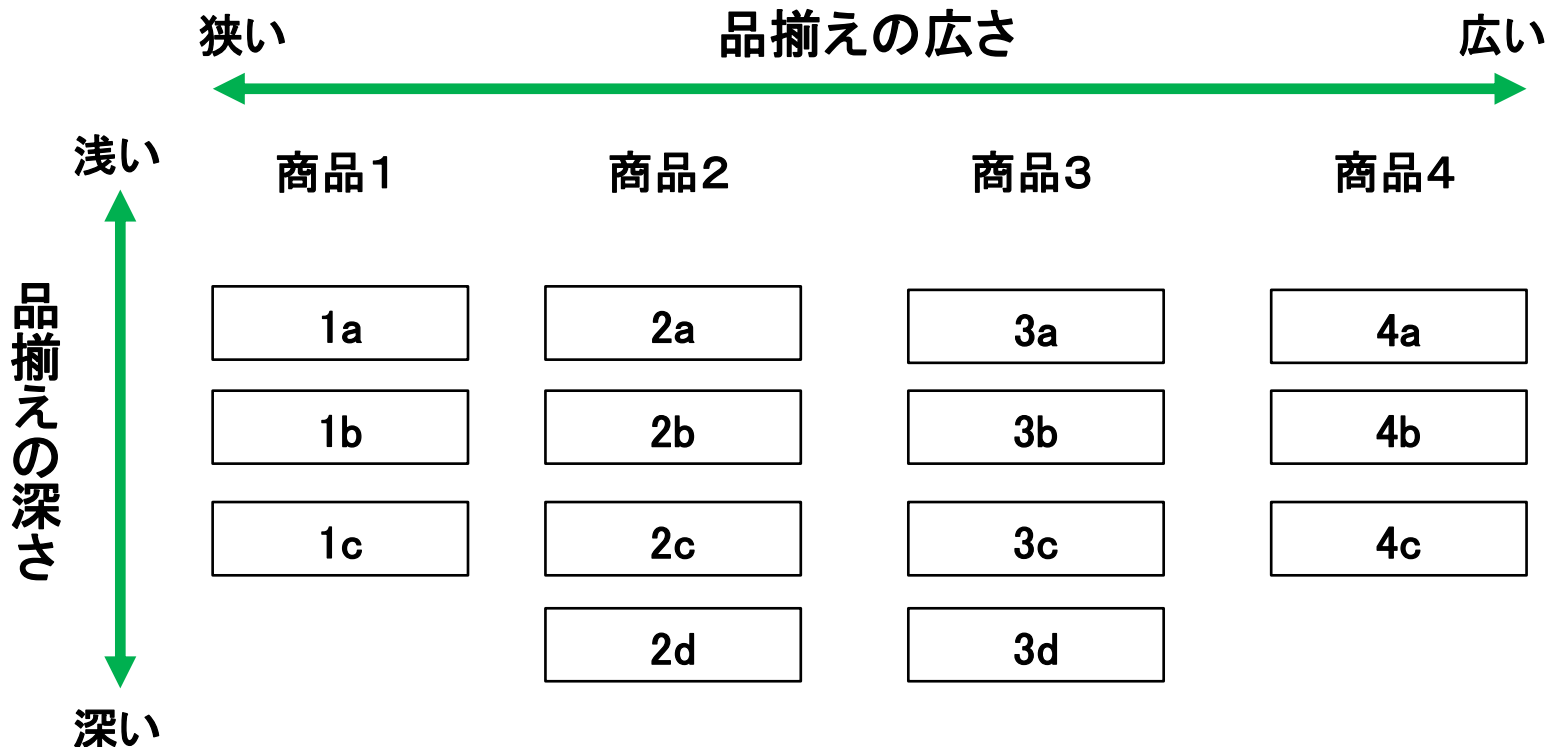 狭い 品揃えの広さ 広い
浅い 商品1 商品2 商品3 商品4
品揃えの深さ
1a 2a 3a 4a
1b 2b 3b 4b
1c 2c 3c 4c
2d 3d
深い